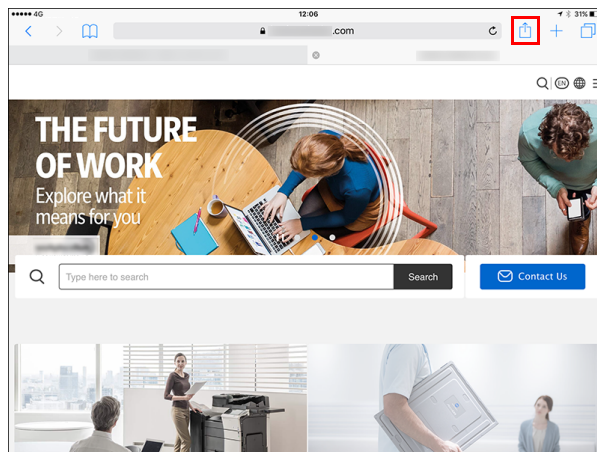 4G
12:06
31%
.com
EN
THE FUTURE
OF WORK
Explore what it
means for you
Type here to search
Search
Contact Us